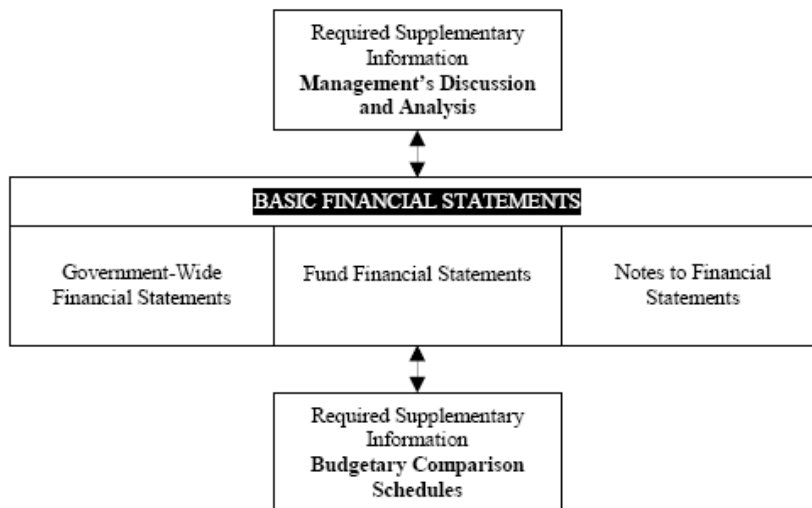 Required Supplementary
Information
Management's Discussion
and Analysis
BASIC FINANCIAL STATEMENTS
Government-Wide
Financial Statements
Fund Financial Statements
Notes to Financial
Statements
Required Supplementary
Information
Budgetary Comparison
Schedules